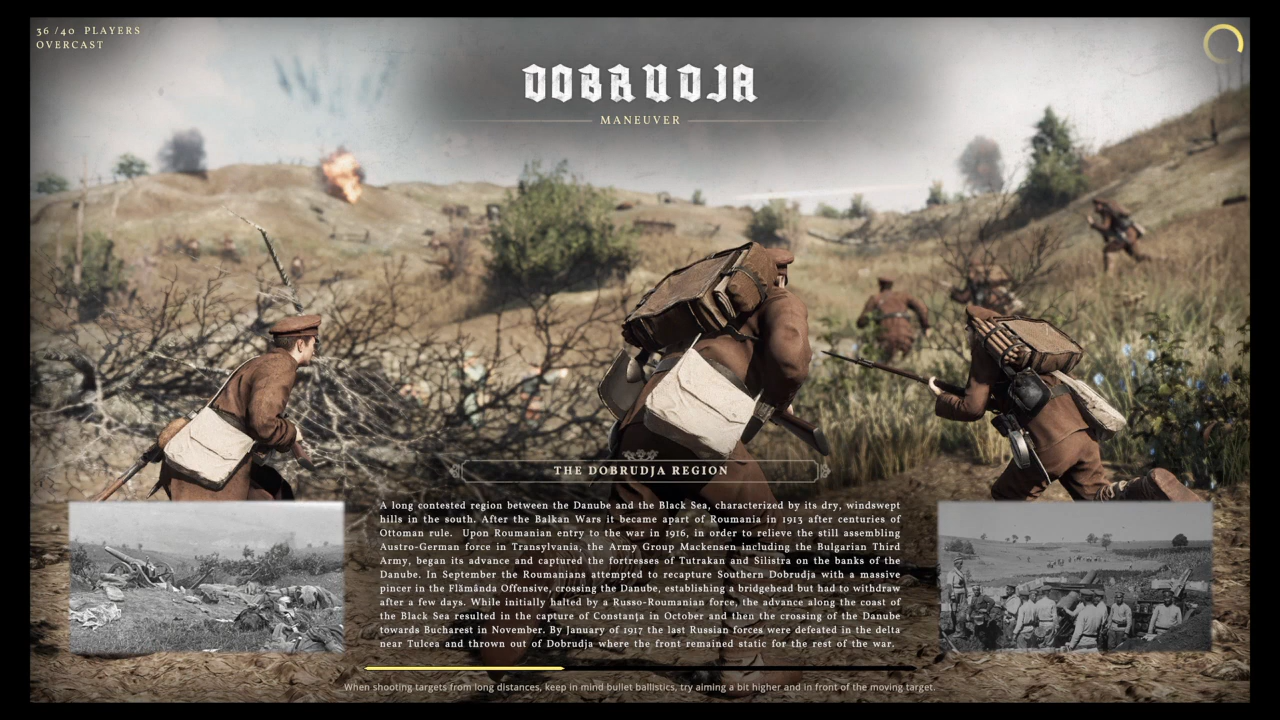 36 /40 PLAYERS
OVERCAST
DOBRUDJA
MANEUVER
THE DOBRUDJA REGION
A long contested region between the Danube and the Black Sea, characterized by its dry, windswept
hills in the south. After the Balkan Wars it became apart of Roumania in 1913 after centuries of
Ottoman rule. Upon Roumanian entry to the war in 1916, in order to relieve the still assembling
Austro-German force in Transylvania, the Army Group Mackensen including the Bulgarian Third
Army, began its advance and captured the fortresses of Tutrakan and Silistra on the banks of the
Danube. In September the Roumanians attempted to recapture Southern Dobrudja with a massive
pincer in the Flămânda Offensive, crossing the Danube, establishing a bridgehead but had to withdraw
after a few days. While initially halted by a Russo-Roumanian force, the advance along the coast of
the Black Sea resulted in the capture of Constanța in October and then the crossing of the Danube
towards Bucharest in November. By January of 1917 the last Russian forces were defeated in the delta
near Tulcea and thrown out of Dobrudja where the front remained static for the rest of the war.
When shooting targets from long distances, keep in mind bullet ballistics, try aiming a bit higher and in front of the moving target.